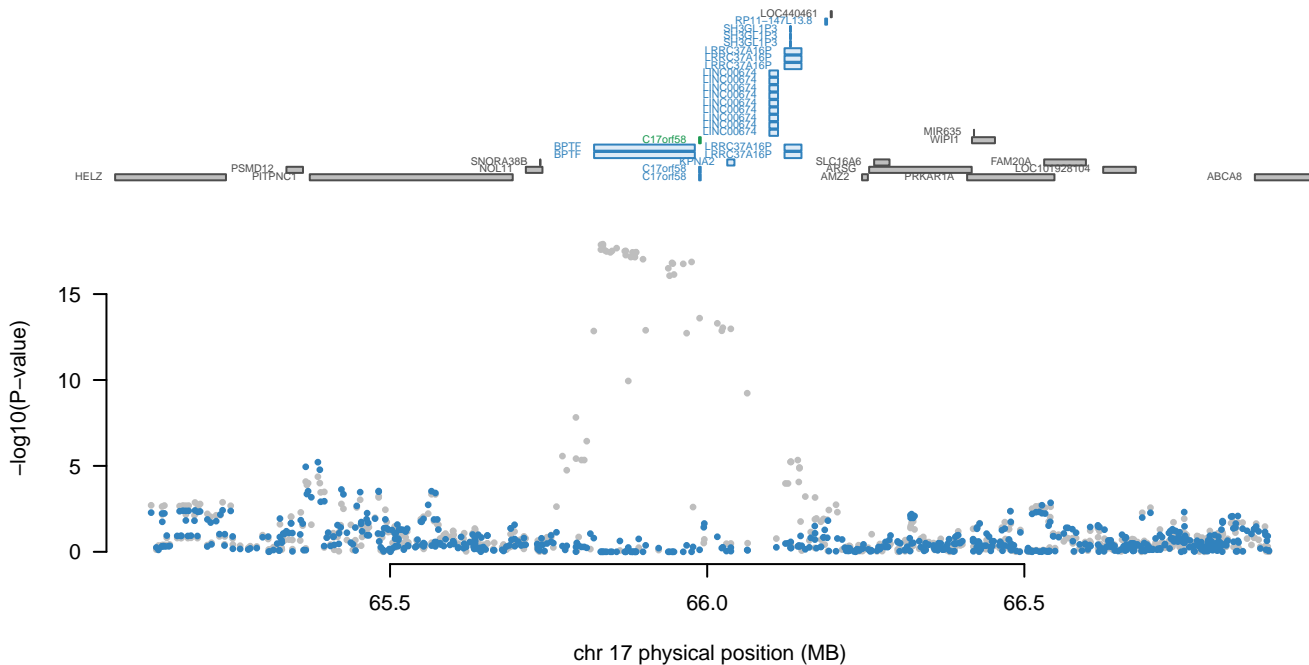 LOC440461
RP11−147L13.8
SH3GL1P3
SH3GL1P3
SH3GL1P3
LRRC37A16P
LRRC37A16P
LRRC37A16P
LINC00674
LINC00674
LINC00674
LINC00674
LINC00674
LINC00674
LINC00674
LINC00674
LINC00674
MIR635
C17orf58 WIPI1
BPTF LRRC37A16P
BPTF LRRC37A16P
SNORA38B KPNA2 SLC16A6 FAM20A
PSMD12 NOL11 C17orf58 ARSG LOC101928104
HELZ PITPNC1 C17orf58 AMZ2 PRKAR1A ABCA8
15
10
5
0
−log10(P−value)
65.5 66.0 66.5
chr 17 physical position (MB)